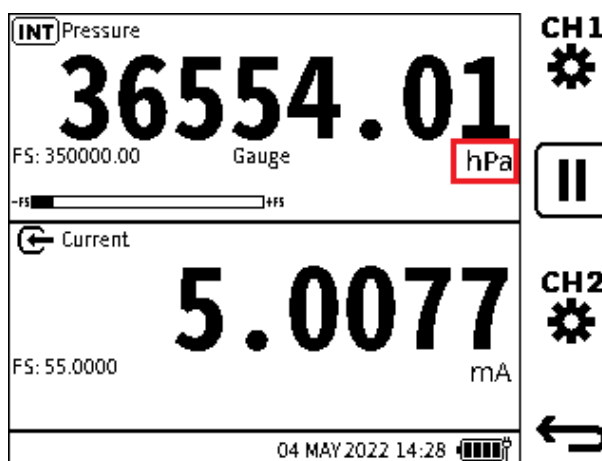 INT Pressure
CH1
36554.01
FS: 350000.00 Gauge hPa
-FS +FS
Current
5.0077
CH2
FS: 55.0000 mA
04 MAY 2022 14:28